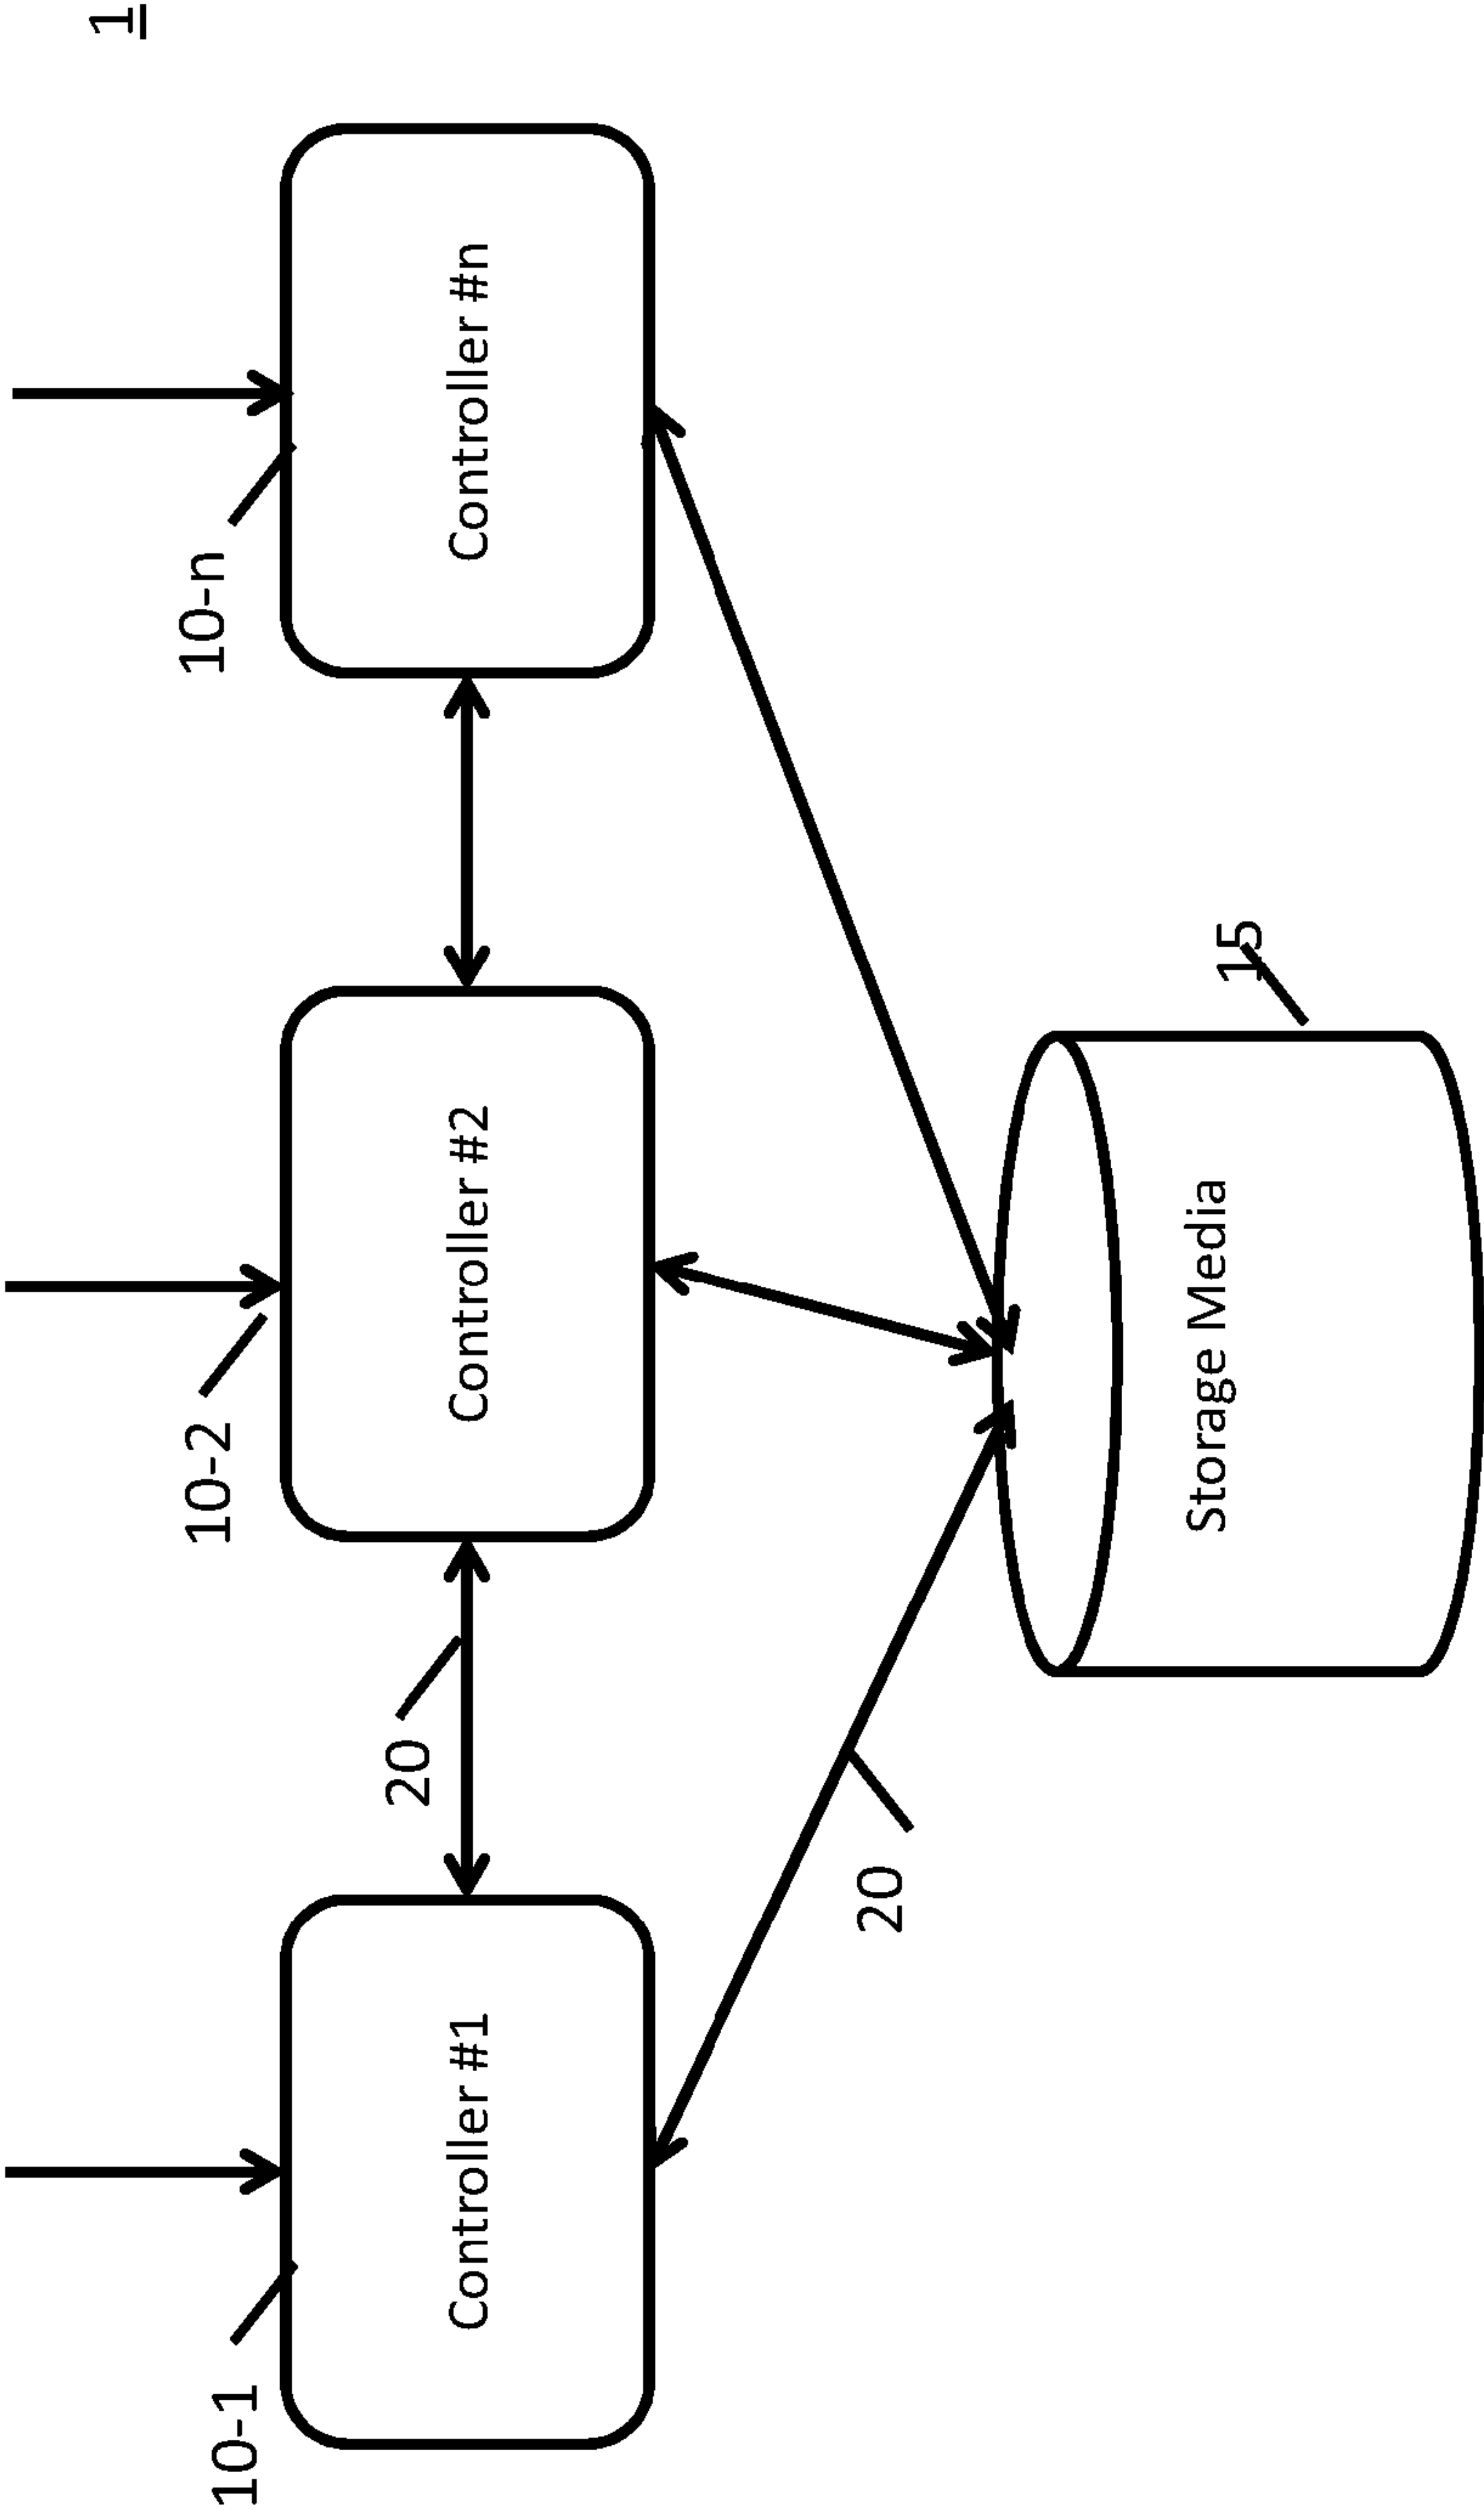 1
10-1
10-2
10-n
Controller #1
20
Controller #2
Controller #n
20
15
Storage Media